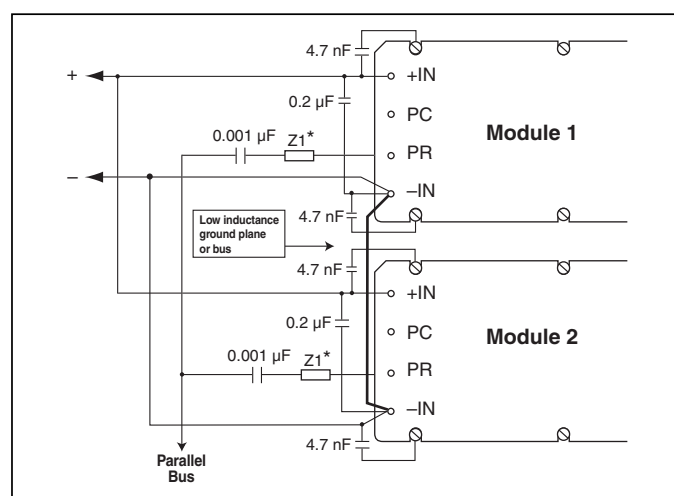 4.7 nF
+
+IN
0.2 µF
PC
Module 1
0.001 µF
Z1*
PR
–
–IN
4.7 nF
Low inductance
ground plane
or bus
4.7 nF
+IN
0.2 µF
PC
Module 2
0.001 µF
Z1*
PR
–IN
4.7 nF
Parallel
Bus